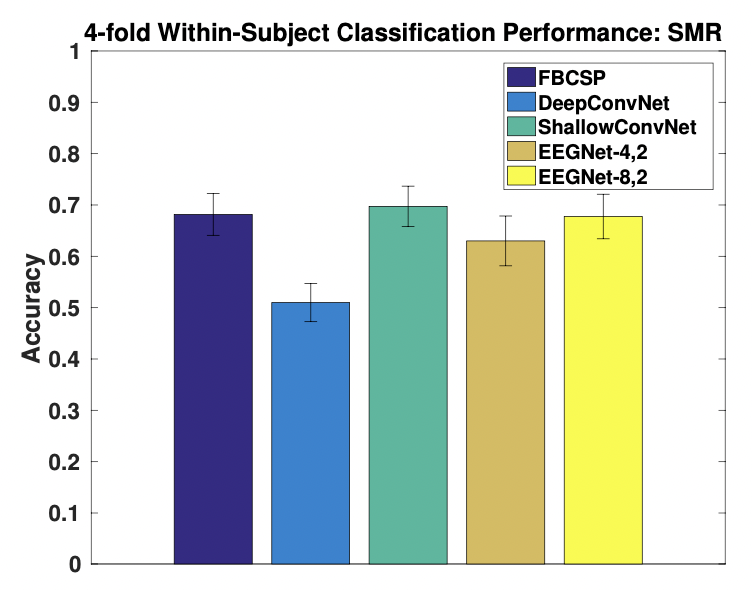 4-fold Within-Subject Classification Performance: SMR
1
0.9
0.8
0.7
0.6
0.5
0.4
0.3
0.2
0.1
0
Accuracy
FBCSP
DeepConvNet
ShallowConvNet
EEGNet-4,2
EEGNet-8,2